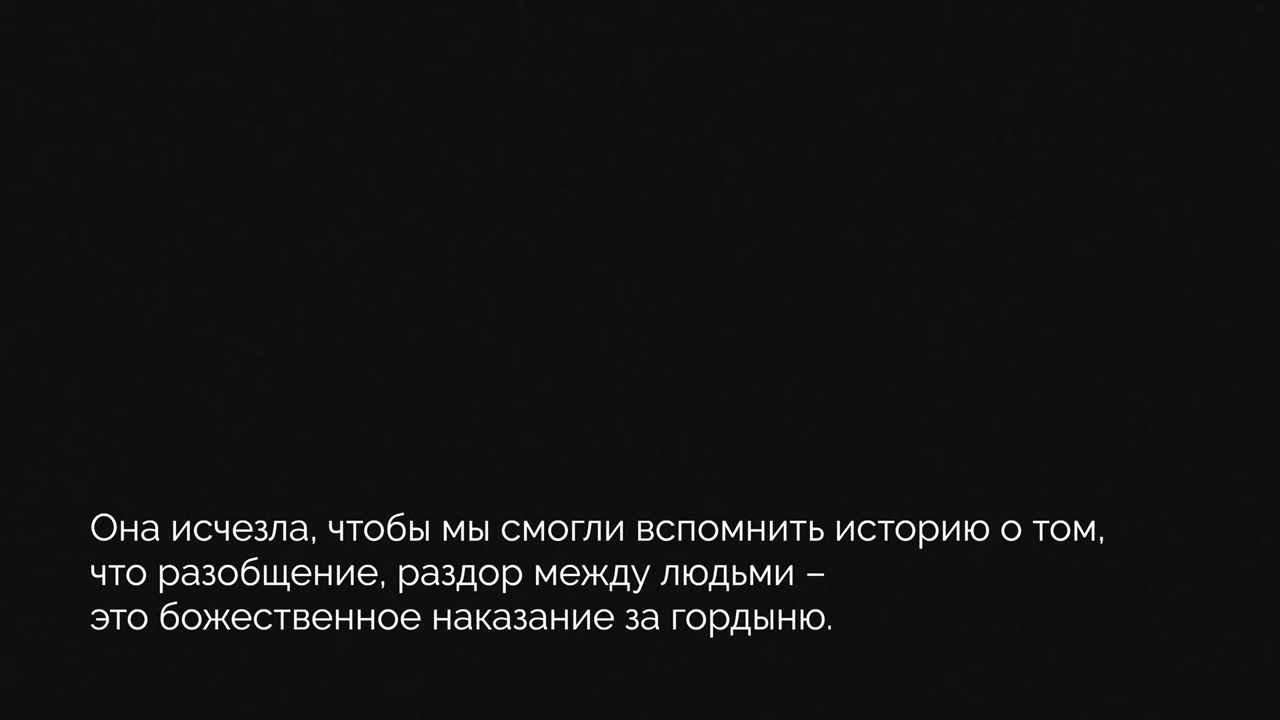 Она исчезла, чтобы мы смогли вспомнить историю о том,
что разобщение, раздор между людьми –
это божественное наказание за гордыню.